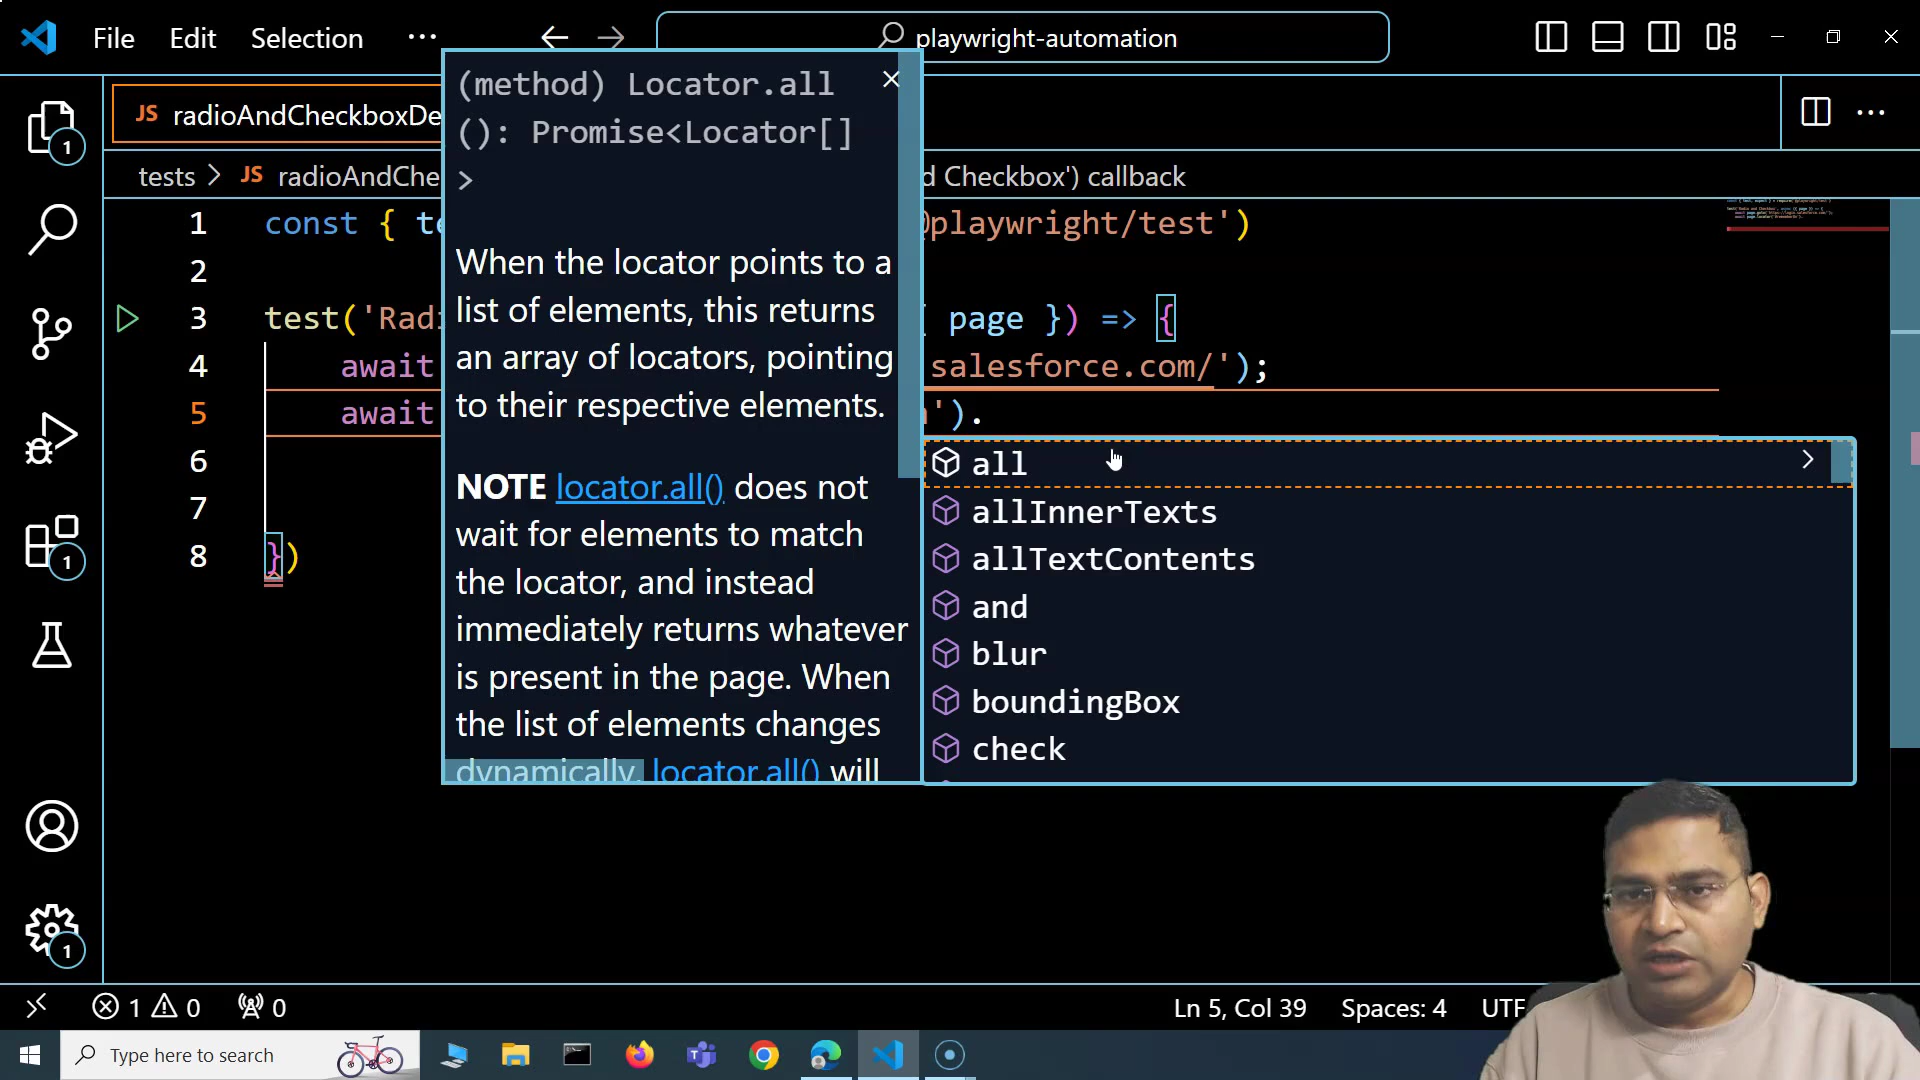 File Edit Selection ··· playwright-automation
JS radioAndCheckboxDe
tests > JS radioAndChe
d Checkbox') callback
(method) Locator.all
(): Promise<Locator[]
>
When the locator points to a
list of elements, this returns
an array of locators, pointing
to their respective elements.
NOTE locator.all() does not
wait for elements to match
the locator, and instead
immediately returns whatever
is present in the page. When
the list of elements changes
dynamically, locator.all() will
1 const { te
@playwright/test')
2
3 test('Radi
{ page }) => {
4 await
salesforce.com/');
5 await
').
6
7
8 })
all
allInnerTexts
allTextContents
and
blur
boundingBox
check
1
1
1
1 0 0
Ln 5, Col 39 Spaces: 4 UTF
Type here to search